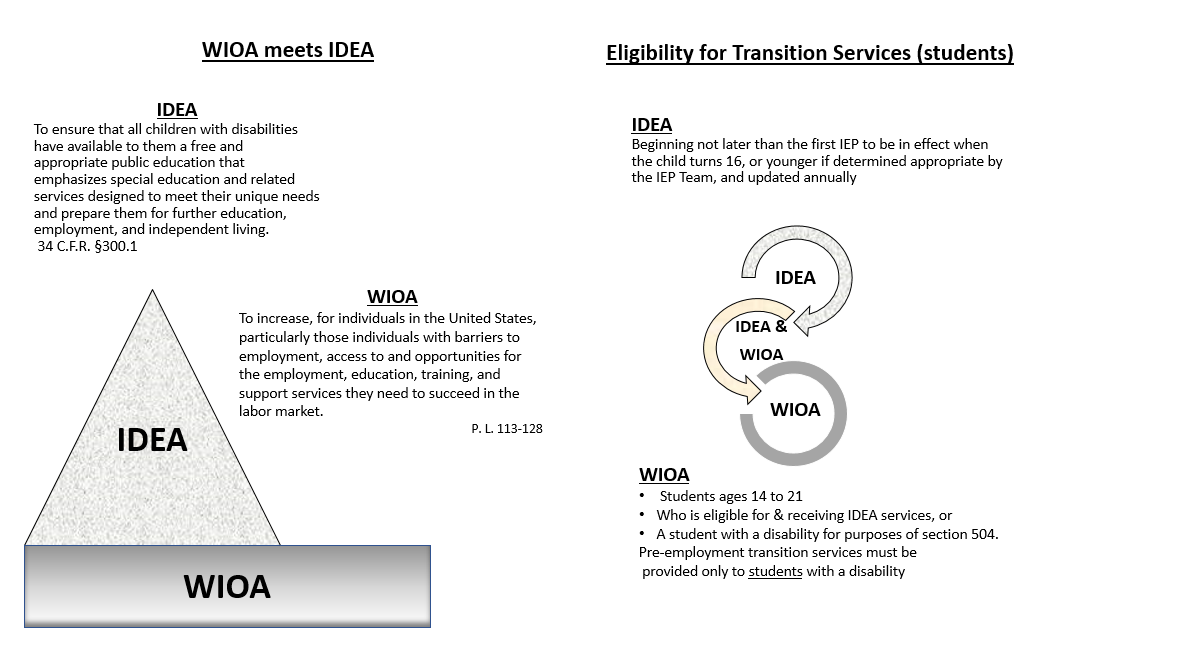 WIOA meets IDEA
IDEA
To ensure that all children with disabilities
have available to them a free and
appropriate public education that
emphasizes special education and related
services designed to meet their unique needs
and prepare them for further education,
employment, and independent living.
34 C.F.R. §300.1
WIOA
To increase, for individuals in the United States,
particularly those individuals with barriers to
employment, access to and opportunities for
the employment, education, training, and
support services they need to succeed in the
labor market.
P. L. 113-128
IDEA
WIOA
Eligibility for Transition Services (students)
IDEA
Beginning not later than the first IEP to be in effect when
the child turns 16, or younger if determined appropriate by
the IEP Team, and updated annually
IDEA
IDEA &
WIOA
WIOA
WIOA
• Students ages 14 to 21
• Who is eligible for & receiving IDEA services, or
• A student with a disability for purposes of section 504.
Pre-employment transition services must be
provided only to students with a disability